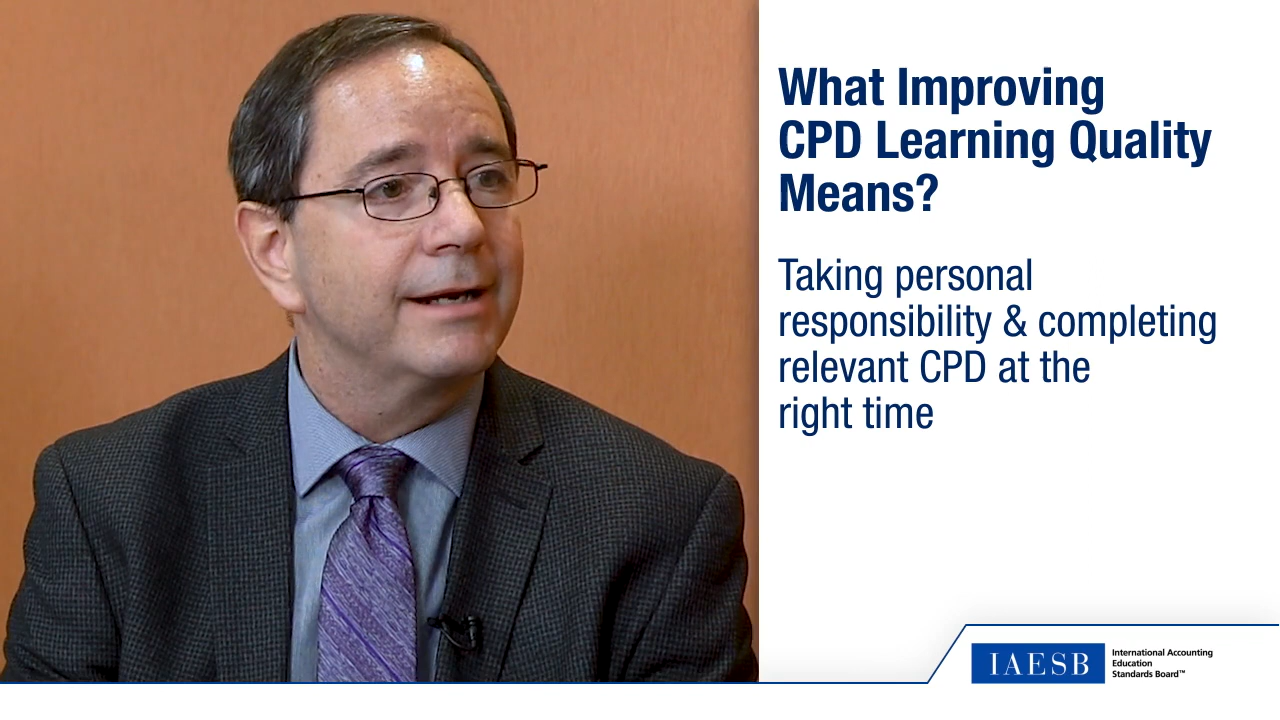 What Improving
CPD Learning Quality
Means?
Taking personal
responsibility & completing
relevant CPD at the
right time
IAESB
International Accounting
Education
Standards Board™